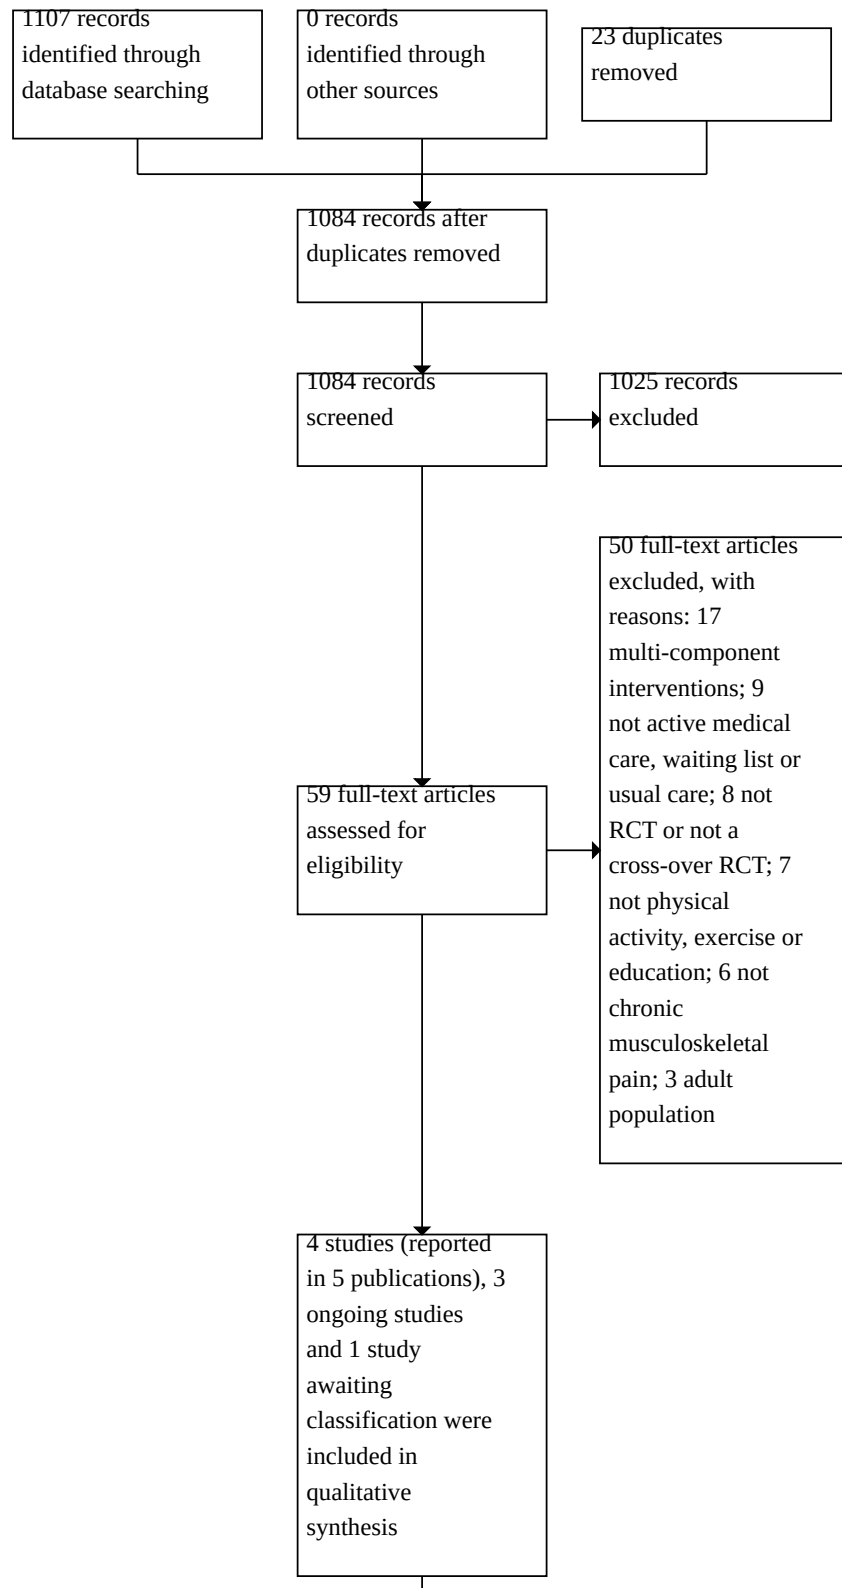 1107 records
identified through
database searching
0 records
identified through
other sources
23 duplicates
removed
1084 records after
duplicates removed
1084 records
screened
1025 records
excluded
59 full-text articles
assessed for
eligibility
50 full-text articles
excluded, with
reasons: 17
multi-component
interventions; 9
not active medical
care, waiting list or
usual care; 8 not
RCT or not a
cross-over RCT; 7
not physical
activity, exercise or
education; 6 not
chronic
musculoskeletal
pain; 3 adult
population
4 studies (reported
in 5 publications), 3
ongoing studies
and 1 study
awaiting
classification were
included in
qualitative
synthesis